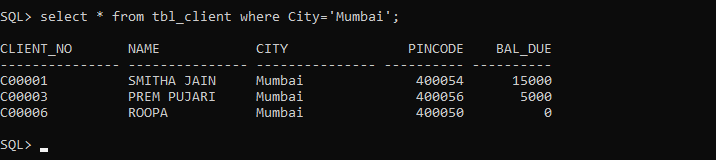 SQL> select * from tbl_client where City='Mumbai';
CLIENT_NO       NAME            CITY               PINCODE    BAL_DUE
--------------- --------------- --------------- ---------- ----------
C00001          SMITHA JAIN     Mumbai              400054      15000
C00003          PREM PUJARI     Mumbai              400056       5000
C00006          ROOPA           Mumbai              400050          0
SQL> _